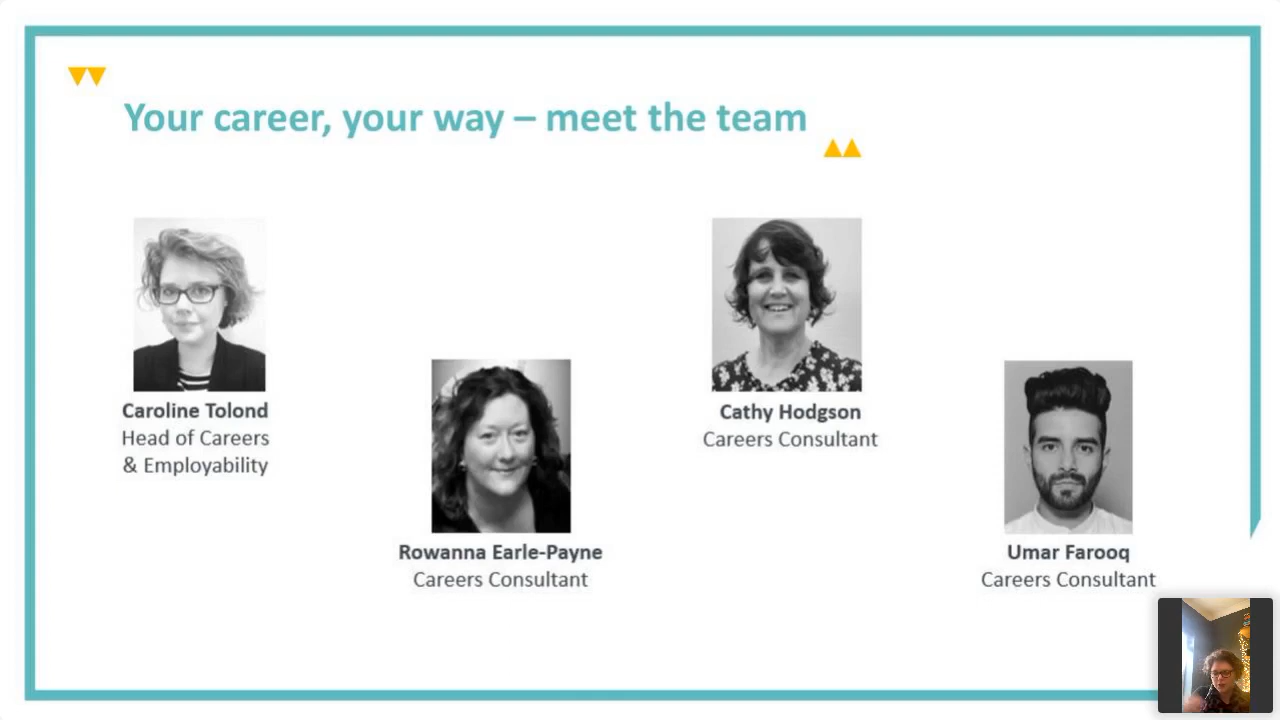 Your career, your way – meet the team
Caroline Tolond
Head of Careers
& Employability
Rowanna Earle-Payne
Careers Consultant
Cathy Hodgson
Careers Consultant
Umar Farooq
Careers Consultant